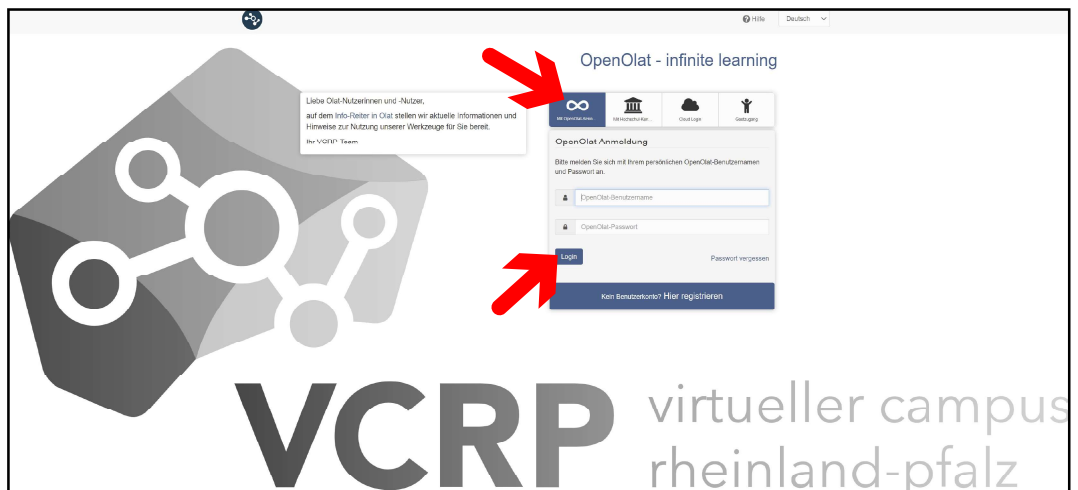 Hilfe
Deutsch
OpenOlat - infinite learning
Liebe Olat-Nutzerinnen und -Nutzer,
auf dem Info-Reiter in Olat stellen wir aktuelle Informationen und
Hinweise zur Nutzung unserer Werkzeuge für Sie bereit.
Ihr VCRP Team
Cloud Login
Gastzugang
OpenOlat Anmeldung
Bitte melden Sie sich mit Ihrem persönlichen OpenOlat-Benutzernamen
und Passwort an.
OpenOlat-Benutzername
OpenOlat-Passwort
Login
Passwort vergessen
Kein Benutzerkonto? Hier registrieren
VCRP
virtueller campus
rheinland-pfalz